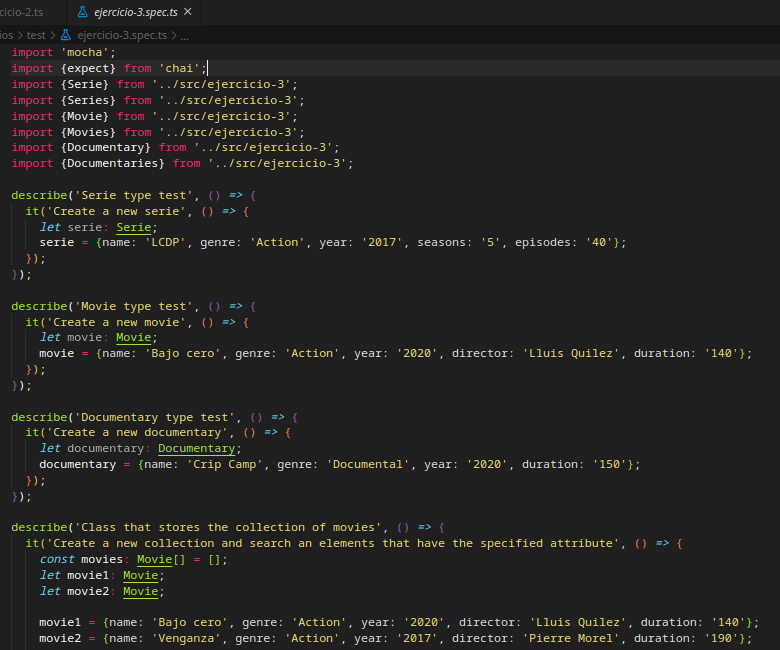 cicio-2.ts ejercicio-3.spec.ts ×
ios > test > ejercicio-3.spec.ts > ...
import 'mocha';
import {expect} from 'chai';
import {Serie} from '../src/ejercicio-3';
import {Series} from '../src/ejercicio-3';
import {Movie} from '../src/ejercicio-3';
import {Movies} from '../src/ejercicio-3';
import {Documentary} from '../src/ejercicio-3';
import {Documentaries} from '../src/ejercicio-3';
describe('Serie type test', () => {
it('Create a new serie', () => {
let serie: Serie;
serie = {name: 'LCDP', genre: 'Action', year: '2017', seasons: '5', episodes: '40'};
});
});
describe('Movie type test', () => {
it('Create a new movie', () => {
let movie: Movie;
movie = {name: 'Bajo cero', genre: 'Action', year: '2020', director: 'Lluis Quilez', duration: '140'};
});
});
describe('Documentary type test', () => {
it('Create a new documentary', () => {
let documentary: Documentary;
documentary = {name: 'Crip Camp', genre: 'Documental', year: '2020', duration: '150'};
});
});
describe('Class that stores the collection of movies', () => {
it('Create a new collection and search an elements that have the specified attribute', () => {
const movies: Movie[] = [];
let movie1: Movie;
let movie2: Movie;
movie1 = {name: 'Bajo cero', genre: 'Action', year: '2020', director: 'Lluis Quilez', duration: '140'};
movie2 = {name: 'Venganza', genre: 'Action', year: '2017', director: 'Pierre Morel', duration: '190'};